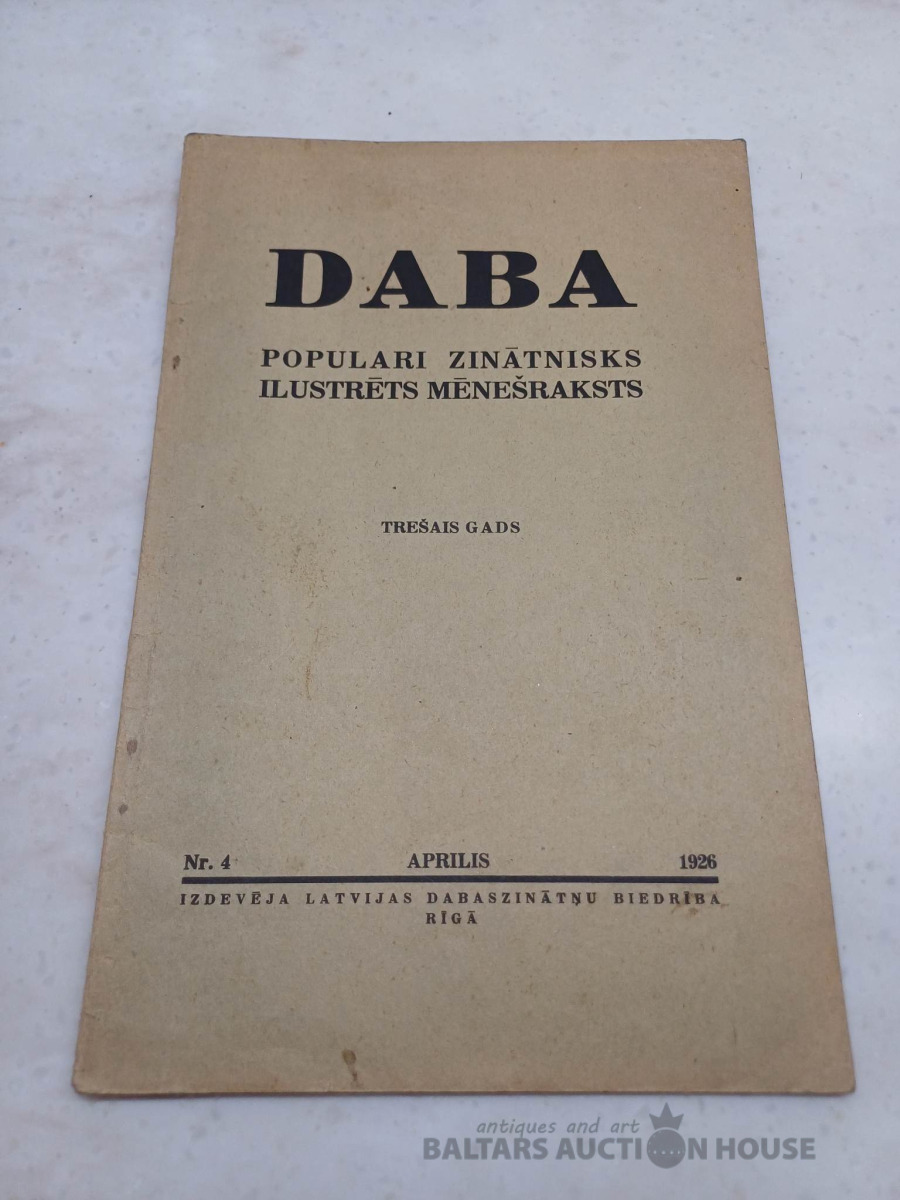 DABA
POPULARI ZINĀTNISKS
ILUSTRĒTS MĒNEŠRAKSTS
TREŠAIS GADS
Nr. 4 APRILIS 1926
IZDEVĒJA LATVIJAS DABASZINĀTŅU BIEDRĪBA
RĪGĀ
antiques and art
BALTARS AUCTION HOUSE